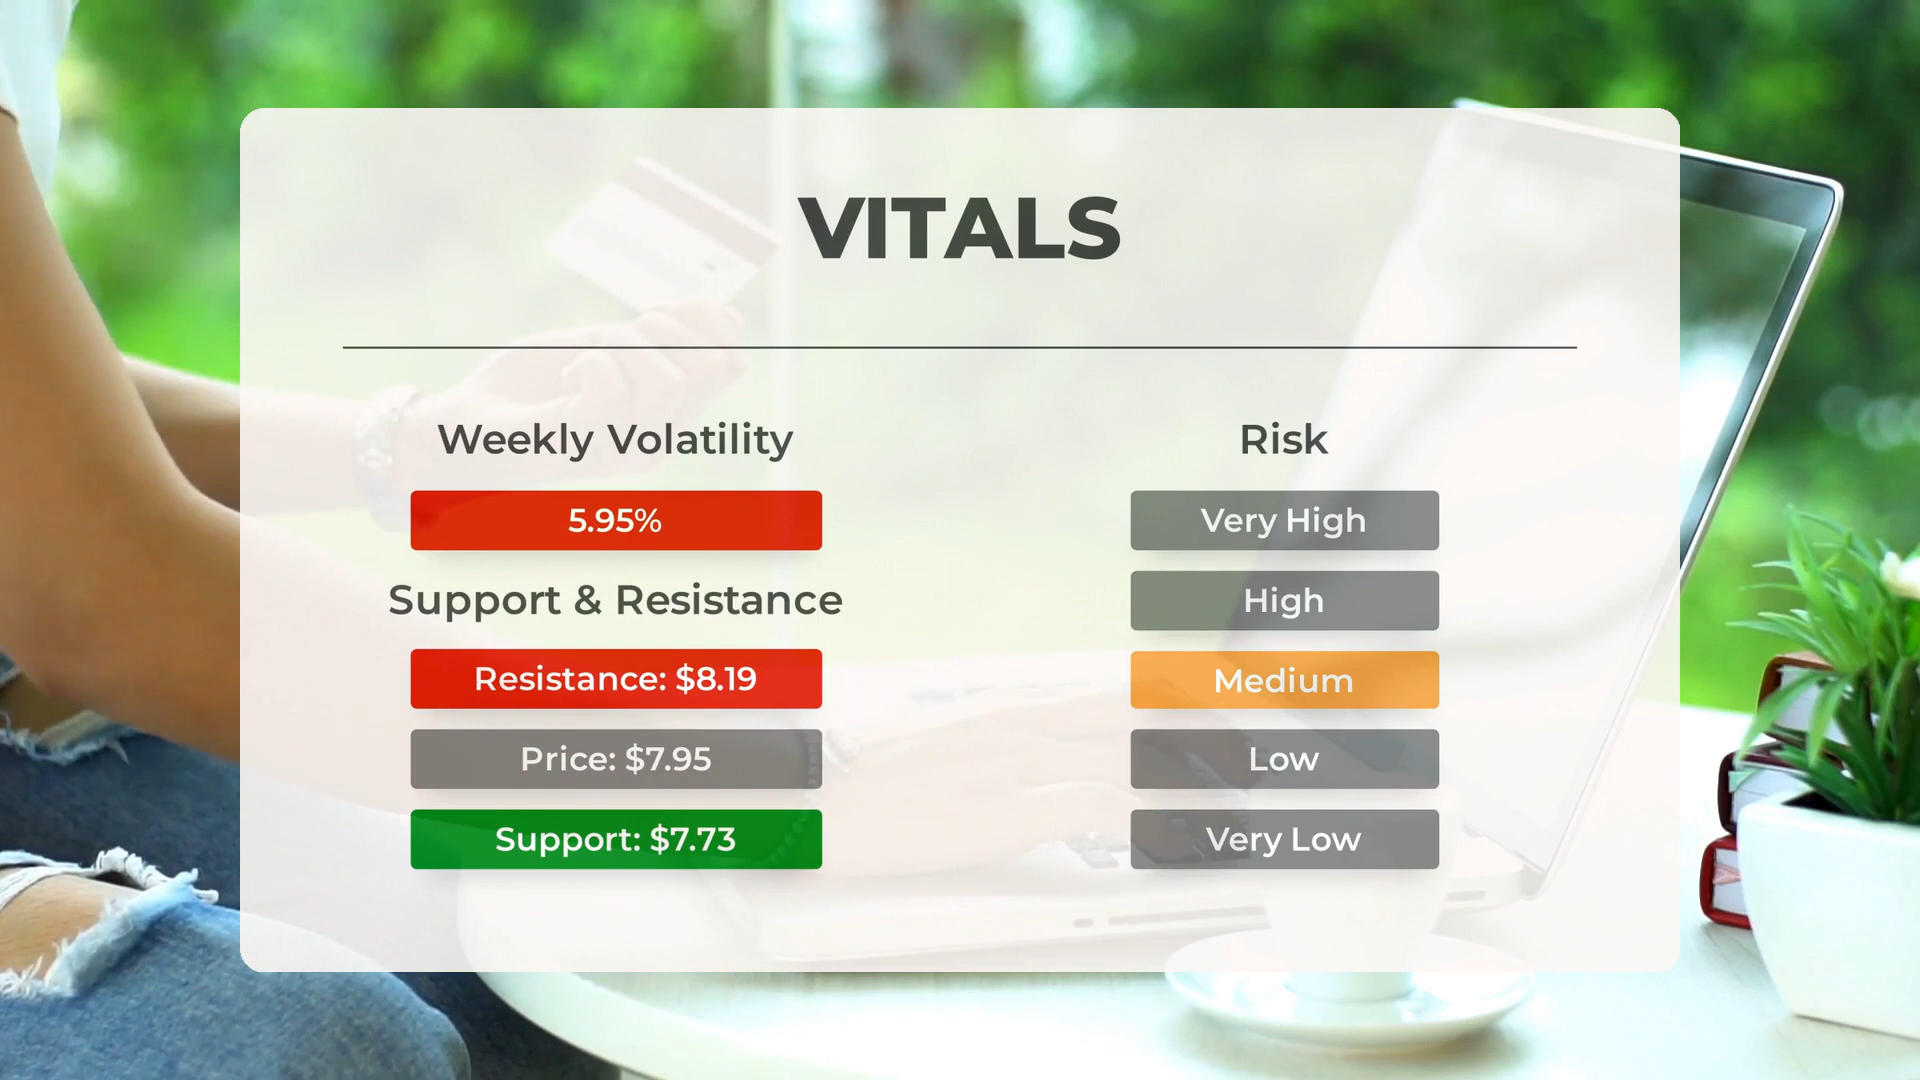 VITALS
Weekly Volatility
5.95%
Support & Resistance
Resistance: $8.19
Price: $7.95
Support: $7.73
Risk
Very High
High
Medium
Low
Very Low